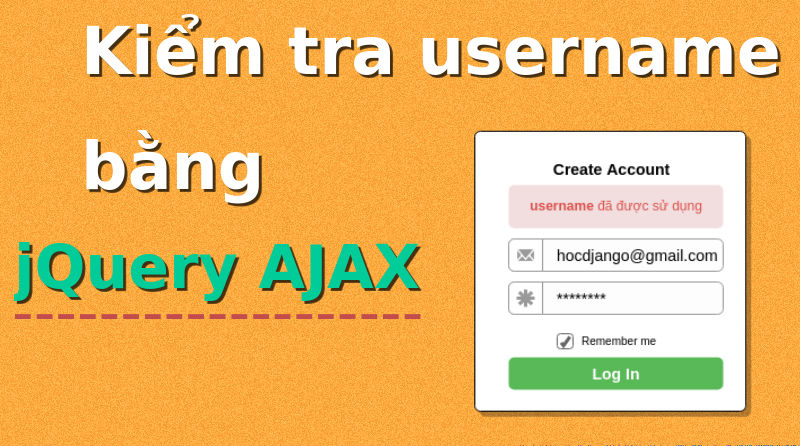 Kiểm tra username
bằng
jQuery AJAX
Create Account
username đã được sử dụng
hocdjango@gmail.com
********
Remember me
Log In